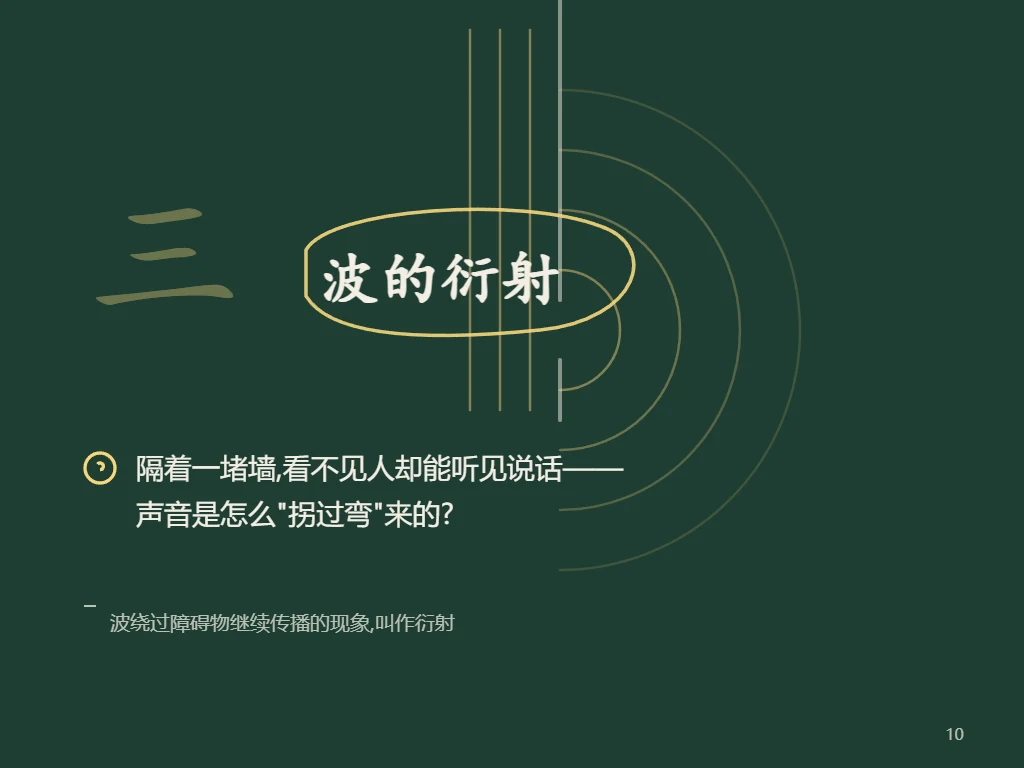 三
波的衍射
?
隔着一堵墙,看不见人却能听见说话——
声音是怎么"拐过弯"来的?
波绕过障碍物继续传播的现象,叫作衍射
10